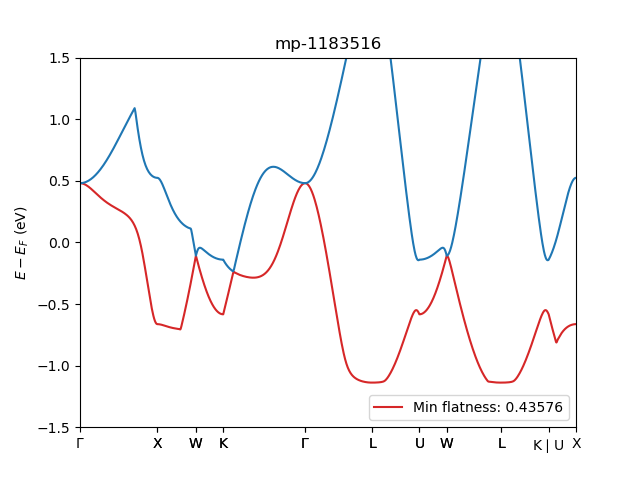 mp-1183516
1.5
1.0
0.5
0.0
−0.5
−1.0
−1.5
E − E_F (eV)
Min flatness: 0.43576
Γ X W K Γ L U W L K | U X